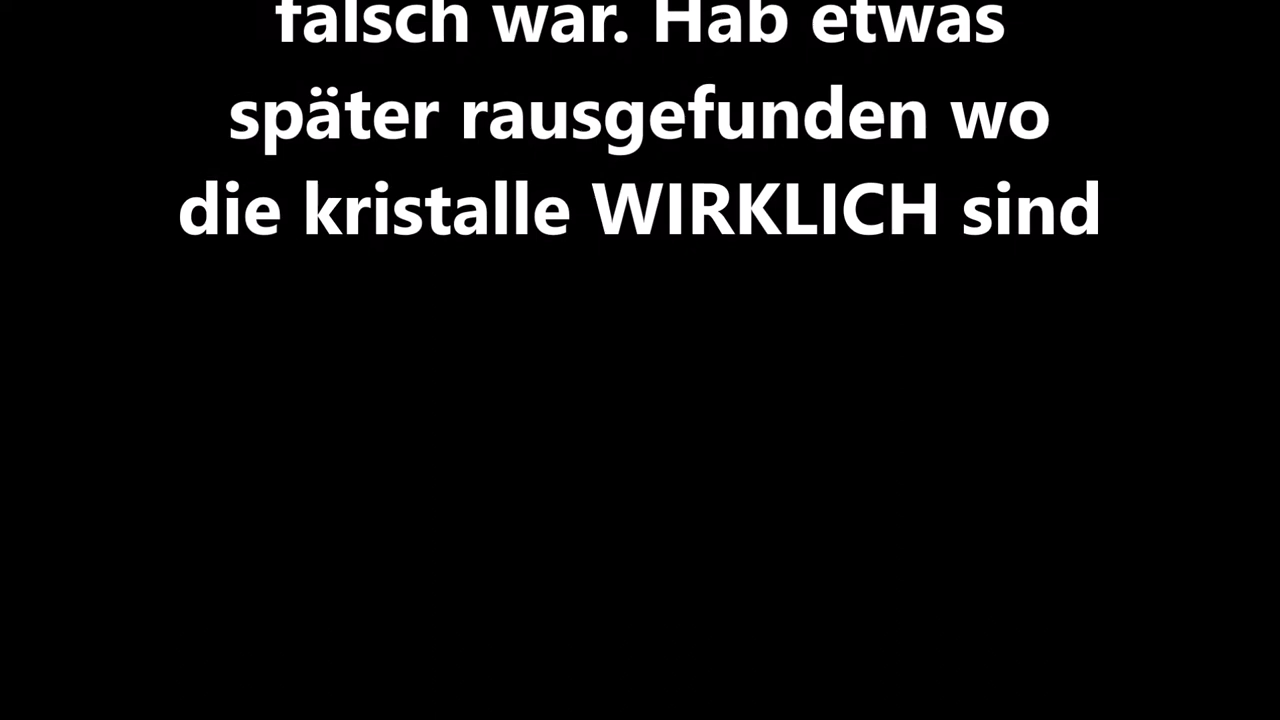 falsch war. Hab etwas
später rausgefunden wo
die kristalle WIRKLICH sind